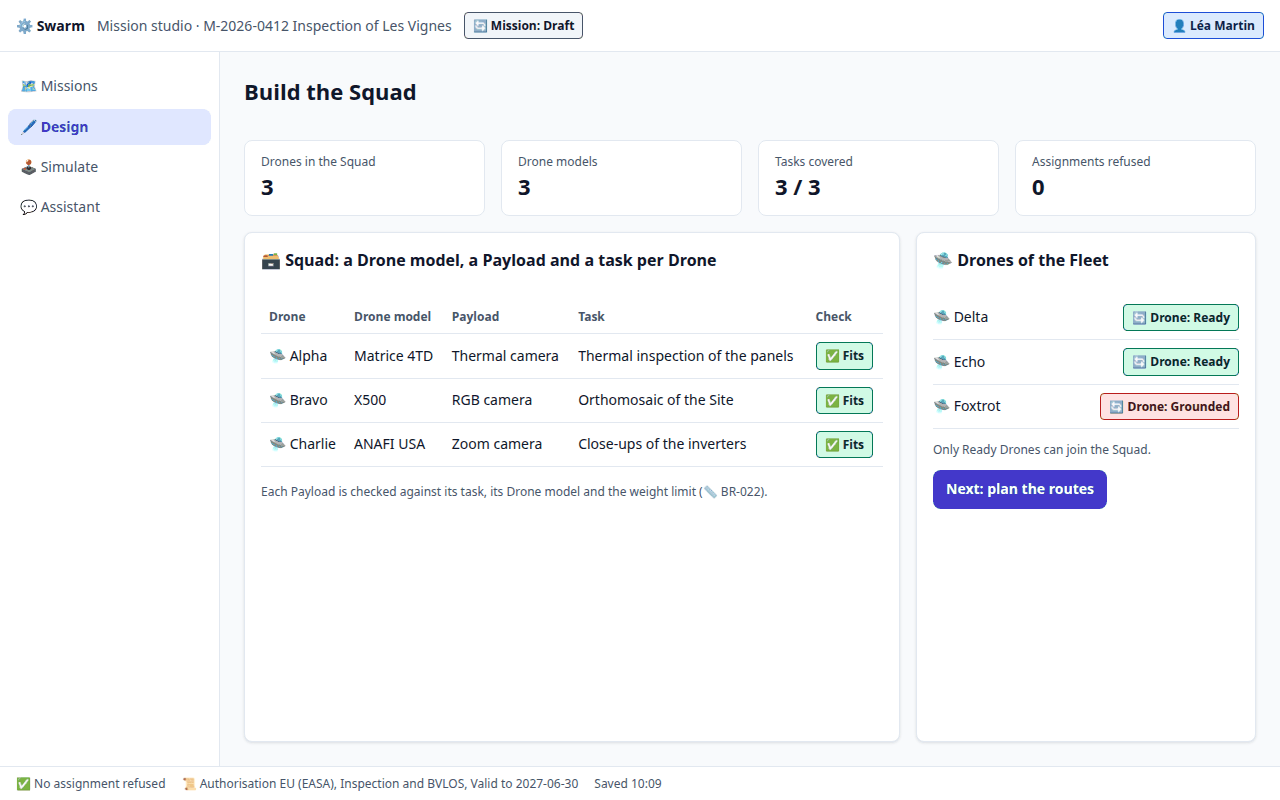 ⚙️ Swarm Mission studio · M-2026-0412 Inspection of Les Vignes 🔄 Mission: Draft 👤 Léa Martin
🗺️ Missions
🖊️ Design
🕹️ Simulate
💬 Assistant
Build the Squad
Drones in the Squad
3
Drone models
3
Tasks covered
3 / 3
Assignments refused
0
🗃️ Squad: a Drone model, a Payload and a task per Drone
Drone Drone model Payload Task Check
🛸 Alpha Matrice 4TD Thermal camera Thermal inspection of the panels ✅ Fits
🛸 Bravo X500 RGB camera Orthomosaic of the Site ✅ Fits
🛸 Charlie ANAFI USA Zoom camera Close-ups of the inverters ✅ Fits
Each Payload is checked against its task, its Drone model and the weight limit (📏 BR-022).
🛸 Drones of the Fleet
🛸 Delta 🔄 Drone: Ready
🛸 Echo 🔄 Drone: Ready
🛸 Foxtrot 🔄 Drone: Grounded
Only Ready Drones can join the Squad.
Next: plan the routes
✅ No assignment refused 📜 Authorisation EU (EASA), Inspection and BVLOS, Valid to 2027-06-30 Saved 10:09